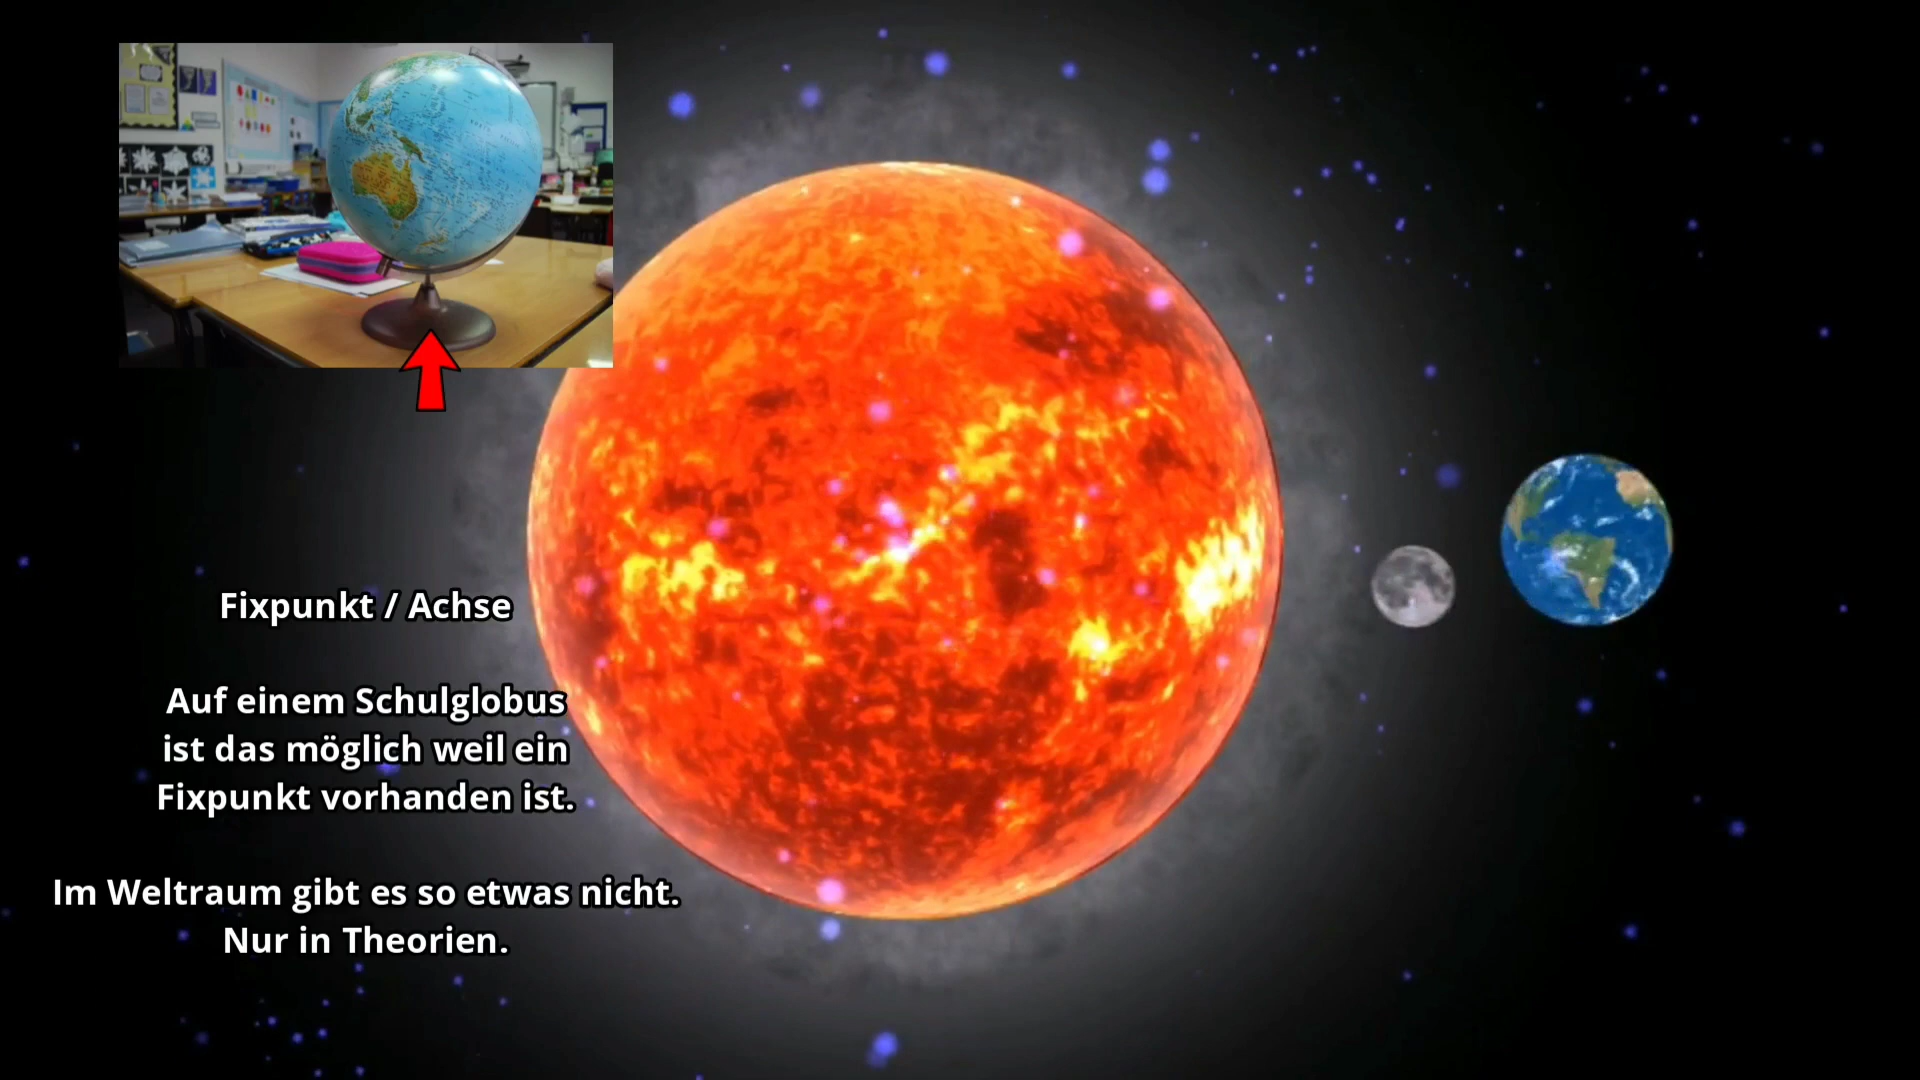 Fixpunkt / Achse
Auf einem Schulglobus
ist das möglich weil ein
Fixpunkt vorhanden ist.
Im Weltraum gibt es so etwas nicht.
Nur in Theorien.